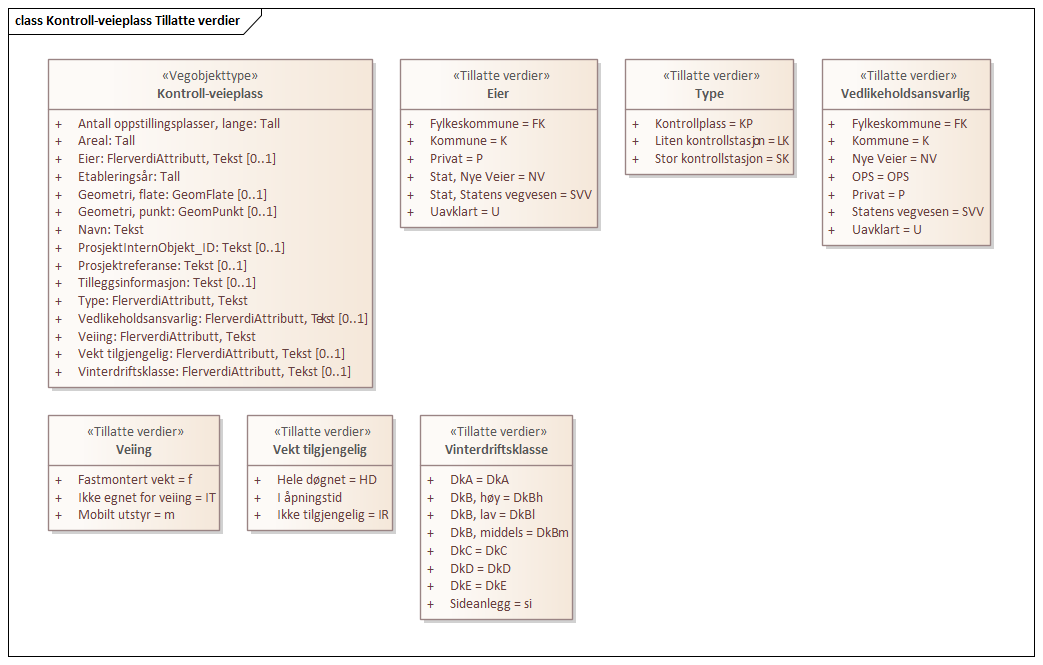 class Kontroll-veieplass Tillatte verdier
«Vegobjekttype»
Kontroll-veieplass
+ Antall oppstillingsplasser, lange: Tall
+ Areal: Tall
+ Eier: FlerverdiAttributt, Tekst [0..1]
+ Etableringsår: Tall
+ Geometri, flate: GeomFlate [0..1]
+ Geometri, punkt: GeomPunkt [0..1]
+ Navn: Tekst
+ ProsjektInternObjekt_ID: Tekst [0..1]
+ Prosjektreferanse: Tekst [0..1]
+ Tilleggsinformasjon: Tekst [0..1]
+ Type: FlerverdiAttributt, Tekst
+ Vedlikeholdsansvarlig: FlerverdiAttributt, Tekst [0..1]
+ Veiing: FlerverdiAttributt, Tekst
+ Vekt tilgjengelig: FlerverdiAttributt, Tekst [0..1]
+ Vinterdriftsklasse: FlerverdiAttributt, Tekst [0..1]
«Tillatte verdier»
Eier
+ Fylkeskommune = FK
+ Kommune = K
+ Privat = P
+ Stat, Nye Veier = NV
+ Stat, Statens vegvesen = SVV
+ Uavklart = U
«Tillatte verdier»
Type
+ Kontrollplass = KP
+ Liten kontrollstasjon = LK
+ Stor kontrollstasjon = SK
«Tillatte verdier»
Vedlikeholdsansvarlig
+ Fylkeskommune = FK
+ Kommune = K
+ Nye Veier = NV
+ OPS = OPS
+ Privat = P
+ Statens vegvesen = SVV
+ Uavklart = U
«Tillatte verdier»
Veiing
+ Fastmontert vekt = f
+ Ikke egnet for veiing = IT
+ Mobilt utstyr = m
«Tillatte verdier»
Vekt tilgjengelig
+ Hele døgnet = HD
+ I åpningstid
+ Ikke tilgjengelig = IR
«Tillatte verdier»
Vinterdriftsklasse
+ DkA = DkA
+ DkB, høy = DkBh
+ DkB, lav = DkBl
+ DkB, middels = DkBm
+ DkC = DkC
+ DkD = DkD
+ DkE = DkE
+ Sideanlegg = si